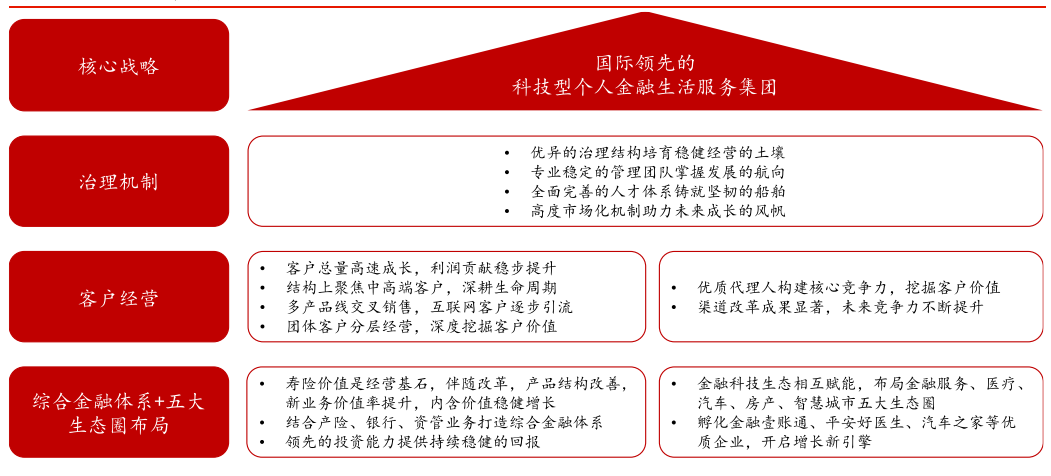 核心战略
国际领先的
科技型个人金融生活服务集团
治理机制
• 优异的治理结构培育稳健经营的土壤
• 专业稳定的管理团队掌握发展的航向
• 全面完善的人才体系铸就坚韧的船舶
• 高度市场化机制助力未来成长的风帆
客户经营
• 客户总量高速成长，利润贡献稳步提升
• 结构上聚焦中高端客户，深耕生命周期
• 多产品线交叉销售，互联网客户逐步引流
• 团体客户分层经营，深度挖掘客户价值
• 优质代理人构建核心竞争力，挖掘客户价值
• 渠道改革成果显著，未来竞争力不断提升
综合金融体系+五大
生态圈布局
• 寿险价值是经营基石，伴随改革，产品结构改善，
新业务价值率提升，内含价值稳健增长
• 结合产险、银行、资管业务打造综合金融体系
• 领先的投资能力提供持续稳健的回报
• 金融科技生态相互赋能，布局金融服务、医疗、
汽车、房产、智慧城市五大生态圈
• 孵化金融壹账通、平安好医生、汽车之家等优
质企业，开启增长新引擎